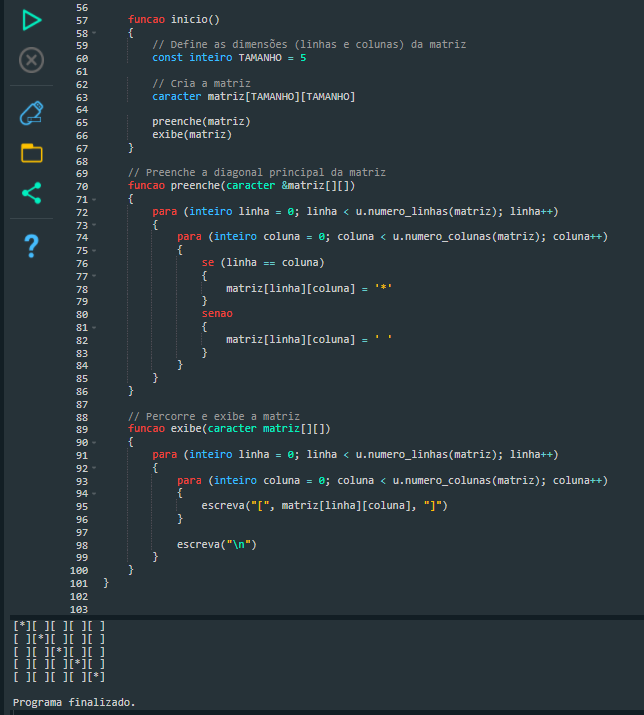 56
57 funcao inicio()
58 {
59 // Define as dimensões (linhas e colunas) da matriz
60 const inteiro TAMANHO = 5
61
62 // Cria a matriz
63 caracter matriz[TAMANHO][TAMANHO]
64
65 preenche(matriz)
66 exibe(matriz)
67 }
68
69 // Preenche a diagonal principal da matriz
70 funcao preenche(caracter &matriz[][])
71 {
72 para (inteiro linha = 0; linha < u.numero_linhas(matriz); linha++)
73 {
74 para (inteiro coluna = 0; coluna < u.numero_colunas(matriz); coluna++)
75 {
76 se (linha == coluna)
77 {
78 matriz[linha][coluna] = '*'
79 }
80 senao
81 {
82 matriz[linha][coluna] = ' '
83 }
84 }
85 }
86 }
87
88 // Percorre e exibe a matriz
89 funcao exibe(caracter matriz[][])
90 {
91 para (inteiro linha = 0; linha < u.numero_linhas(matriz); linha++)
92 {
93 para (inteiro coluna = 0; coluna < u.numero_colunas(matriz); coluna++)
94 {
95 escreva("[", matriz[linha][coluna], "]")
96 }
97
98 escreva("\n")
99 }
100 }
101 }
102
103
[*][ ][ ][ ][ ]
[ ][*][ ][ ][ ]
[ ][ ][*][ ][ ]
[ ][ ][ ][*][ ]
[ ][ ][ ][ ][*]
Programa finalizado.